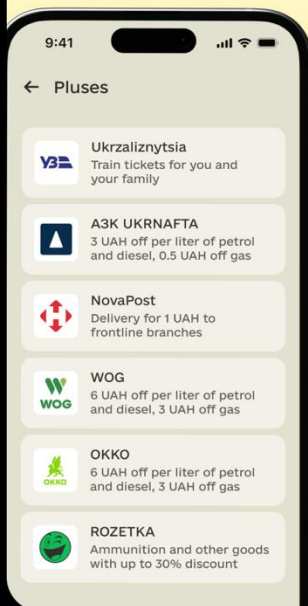 9:41
← Pluses
УЗ
Ukrzaliznytsia
Train tickets for you and
your family
АЗК UKRNAFTA
3 UAH off per liter of petrol
and diesel, 0.5 UAH off gas
NovaPost
Delivery for 1 UAH to
frontline branches
WOG
WOG
6 UAH off per liter of petrol
and diesel, 3 UAH off gas
OKKO
OKKO
6 UAH off per liter of petrol
and diesel, 3 UAH off gas
ROZETKA
Ammunition and other goods
with up to 30% discount